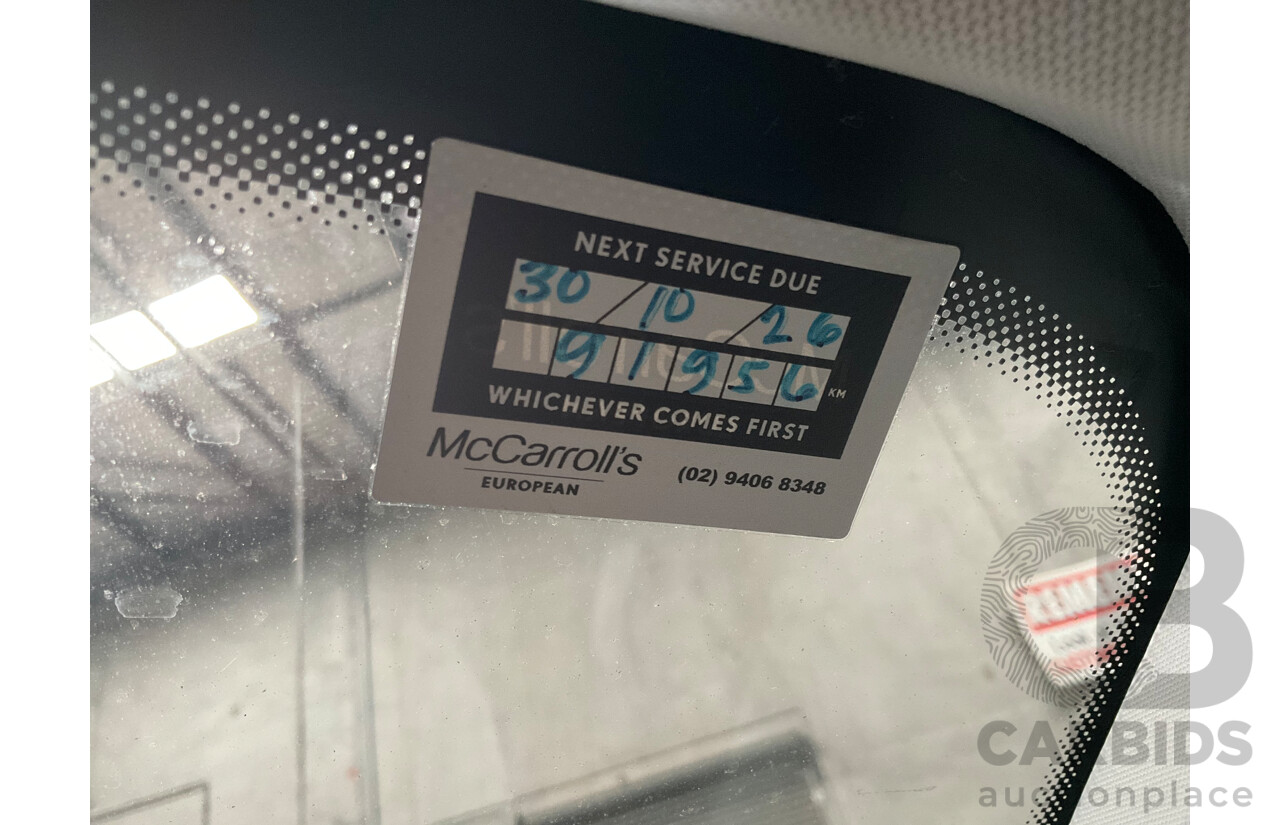 NEXT SERVICE DUE
30/10/26
91956 KM
WHICHEVER COMES FIRST
McCarroll's
EUROPEAN
(02) 9406 8348
CARBIDS
auctionplace